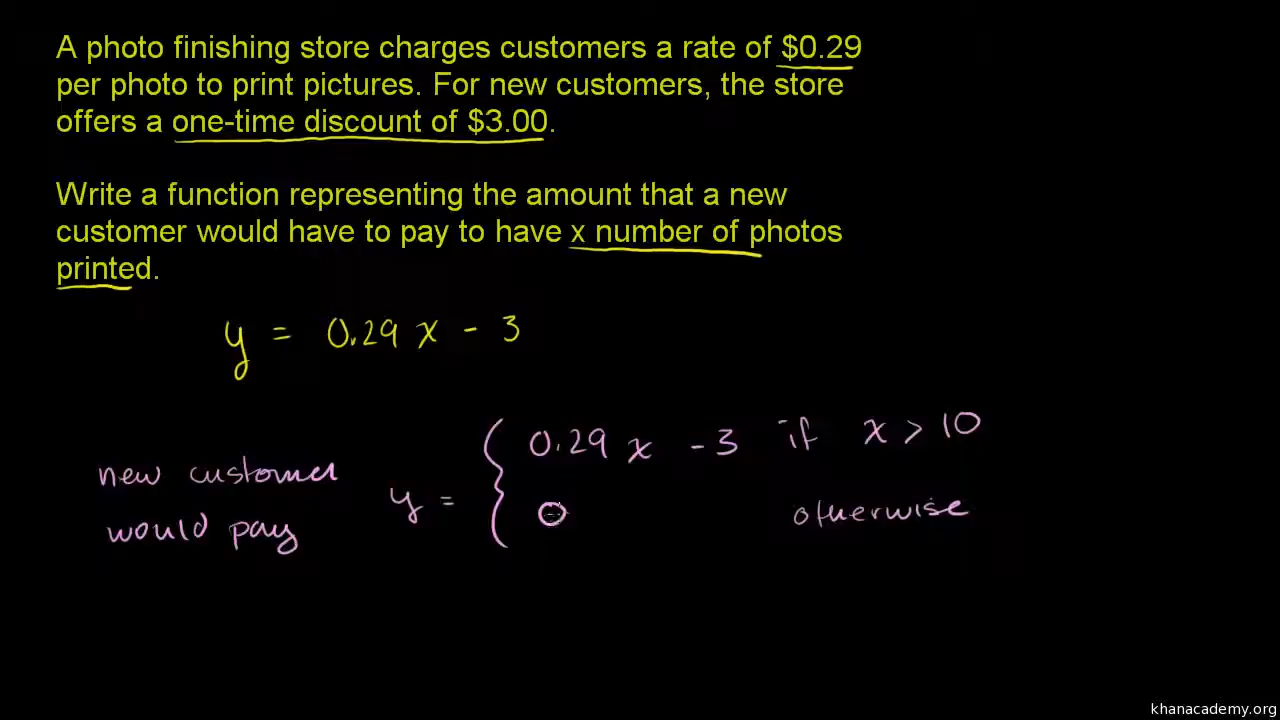 A photo finishing store charges customers a rate of $0.29
per photo to print pictures. For new customers, the store
offers a one-time discount of $3.00.
Write a function representing the amount that a new
customer would have to pay to have x number of photos
printed.
y = 0.29 x - 3
0.29 x - 3 if x > 10
new customer
y = {
0 otherwise
would pay
khanacademy.org